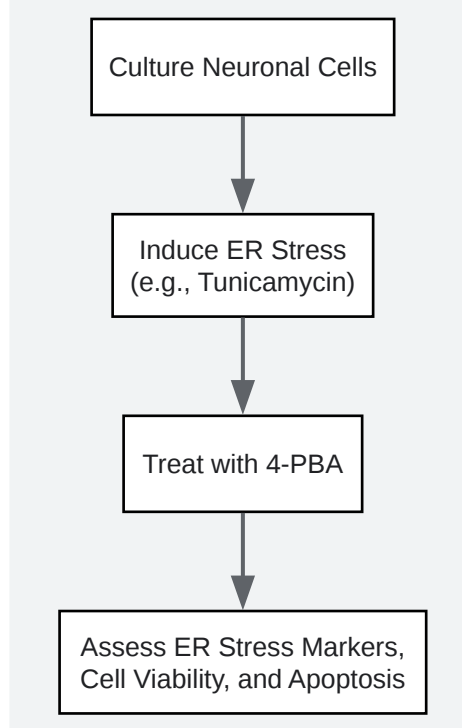 Culture Neuronal Cells
Induce ER Stress
(e.g., Tunicamycin)
Treat with 4-PBA
Assess ER Stress Markers,
Cell Viability, and Apoptosis